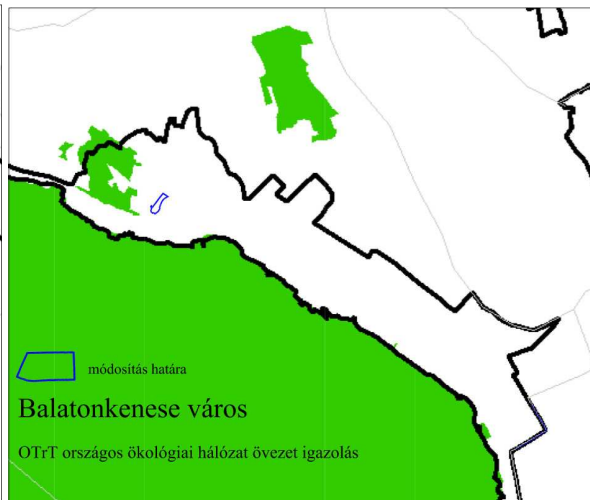 módosítás határa
Balatonkenese város
OTrT országos ökológiai hálózat övezet igazolás